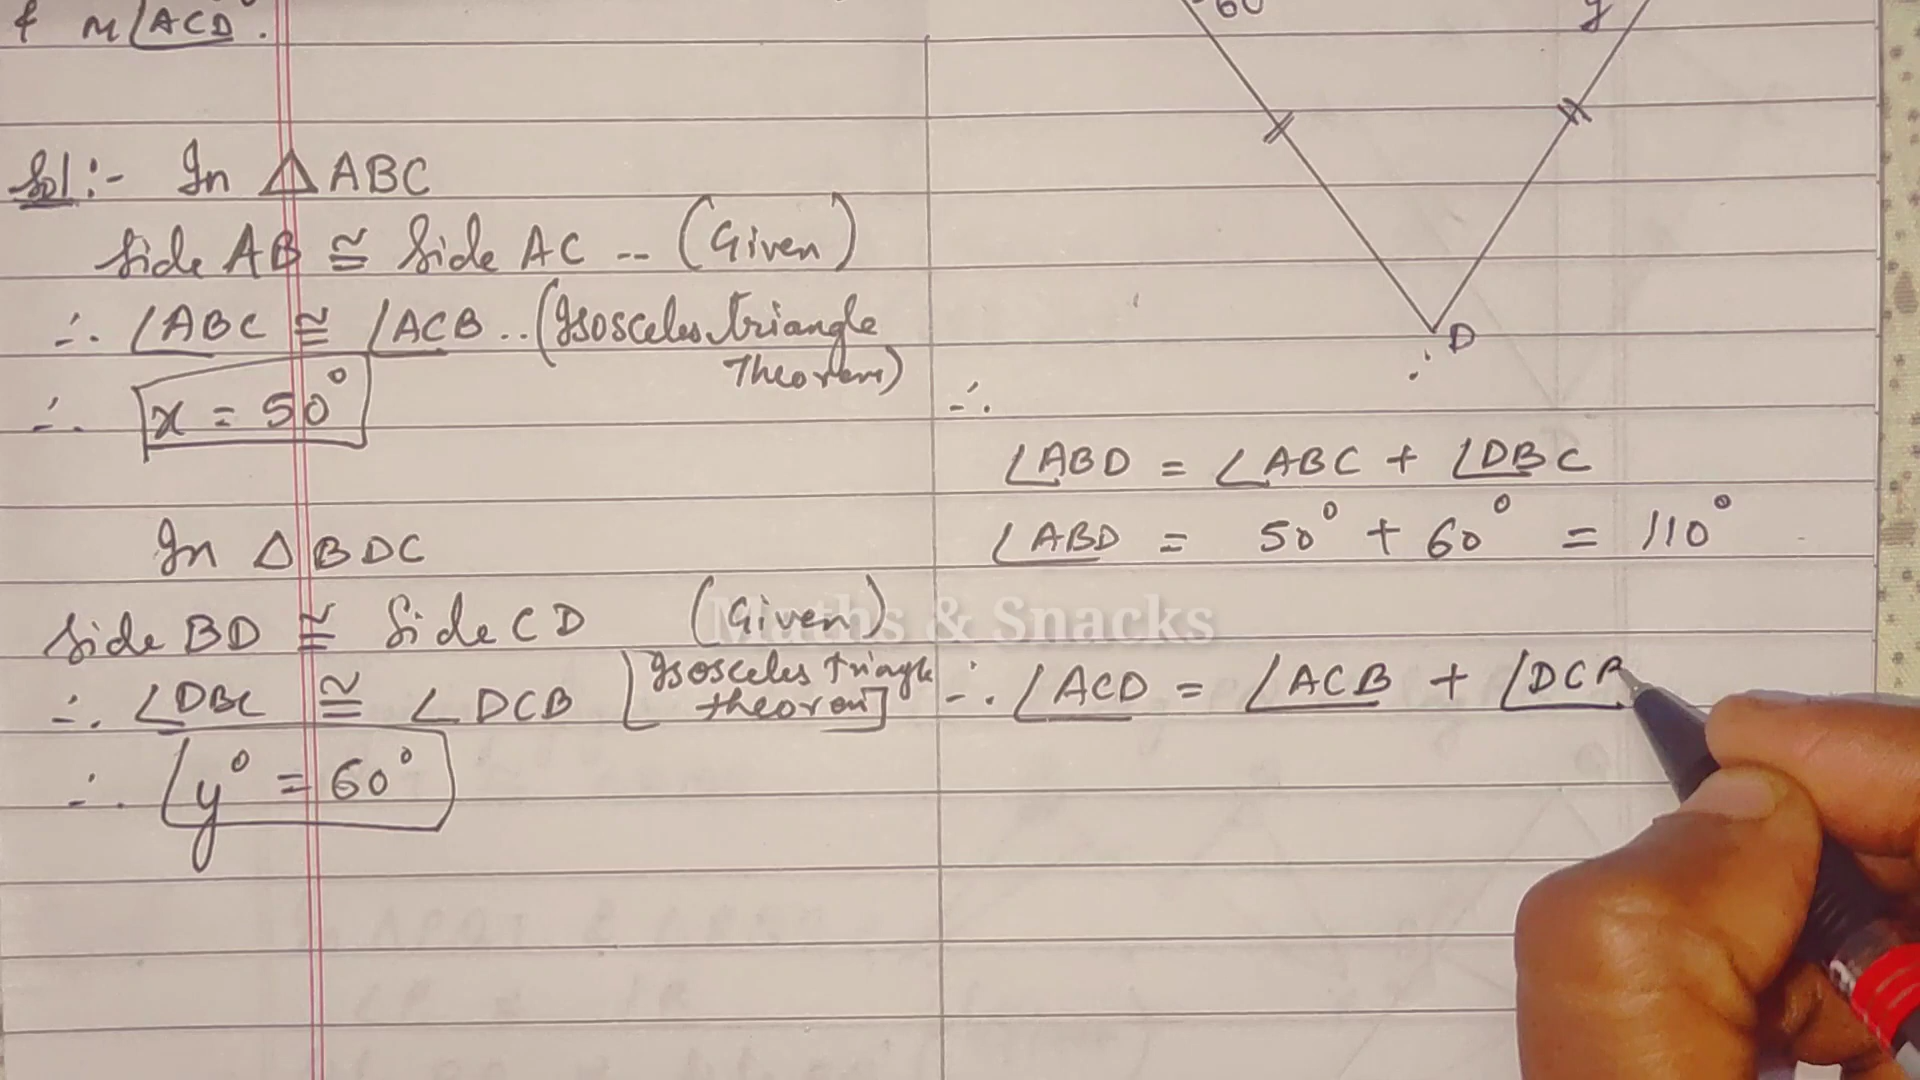 & m∠ACD.
60
y
Sol:- In △ABC
Side AB ≅ Side AC -- (Given)
∴ ∠ABC ≅ ∠ACB .. (Isosceles triangle
Theorem)
∴ x = 50°
In △BDC
Side BD ≅ Side CD (Given)
∴ ∠DBC ≅ ∠DCB [Isosceles triangle
theorem]
∴ y° = 60°
D
∴
∠ABD = ∠ABC + ∠DBC
∠ABD = 50° + 60° = 110°
∴ ∠ACD = ∠ACB + ∠DCB
Maths & Snacks